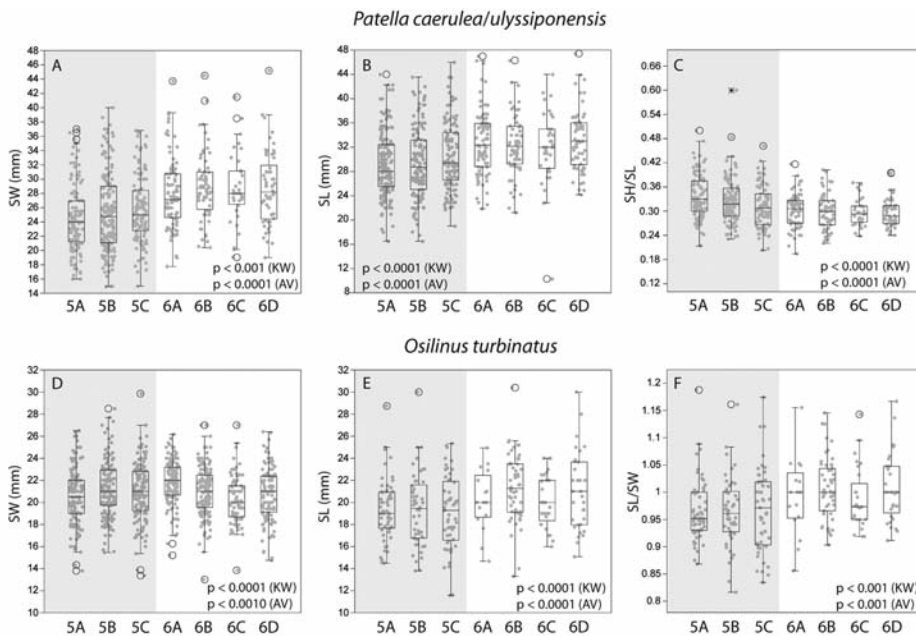 Patella caerulea/ulyssiponensis
A
SW (mm)
48
46
44
42
40
38
36
34
32
30
28
26
24
22
20
18
16
14
p < 0.001 (KW)
p < 0.0001 (AV)
5A 5B 5C 6A 6B 6C 6D
B
SL (mm)
48
44
40
36
32
28
24
20
16
12
8
p < 0.0001 (KW)
p < 0.0001 (AV)
5A 5B 5C 6A 6B 6C 6D
C
SH/SL
0.66
0.60
0.54
0.48
0.42
0.36
0.30
0.24
0.18
0.12
p < 0.0001 (KW)
p < 0.0001 (AV)
5A 5B 5C 6A 6B 6C 6D
Osilinus turbinatus
D
SW (mm)
32
30
28
26
24
22
20
18
16
14
12
10
p < 0.0001 (KW)
p < 0.0010 (AV)
5A 5B 5C 6A 6B 6C 6D
E
SL (mm)
32
30
28
26
24
22
20
18
16
14
12
10
p < 0.0001 (KW)
p < 0.0001 (AV)
5A 5B 5C 6A 6B 6C 6D
F
SL/SW
1.2
1.15
1.1
1.05
1
0.95
0.9
0.85
0.8
p < 0.001 (KW)
p < 0.001 (AV)
5A 5B 5C 6A 6B 6C 6D